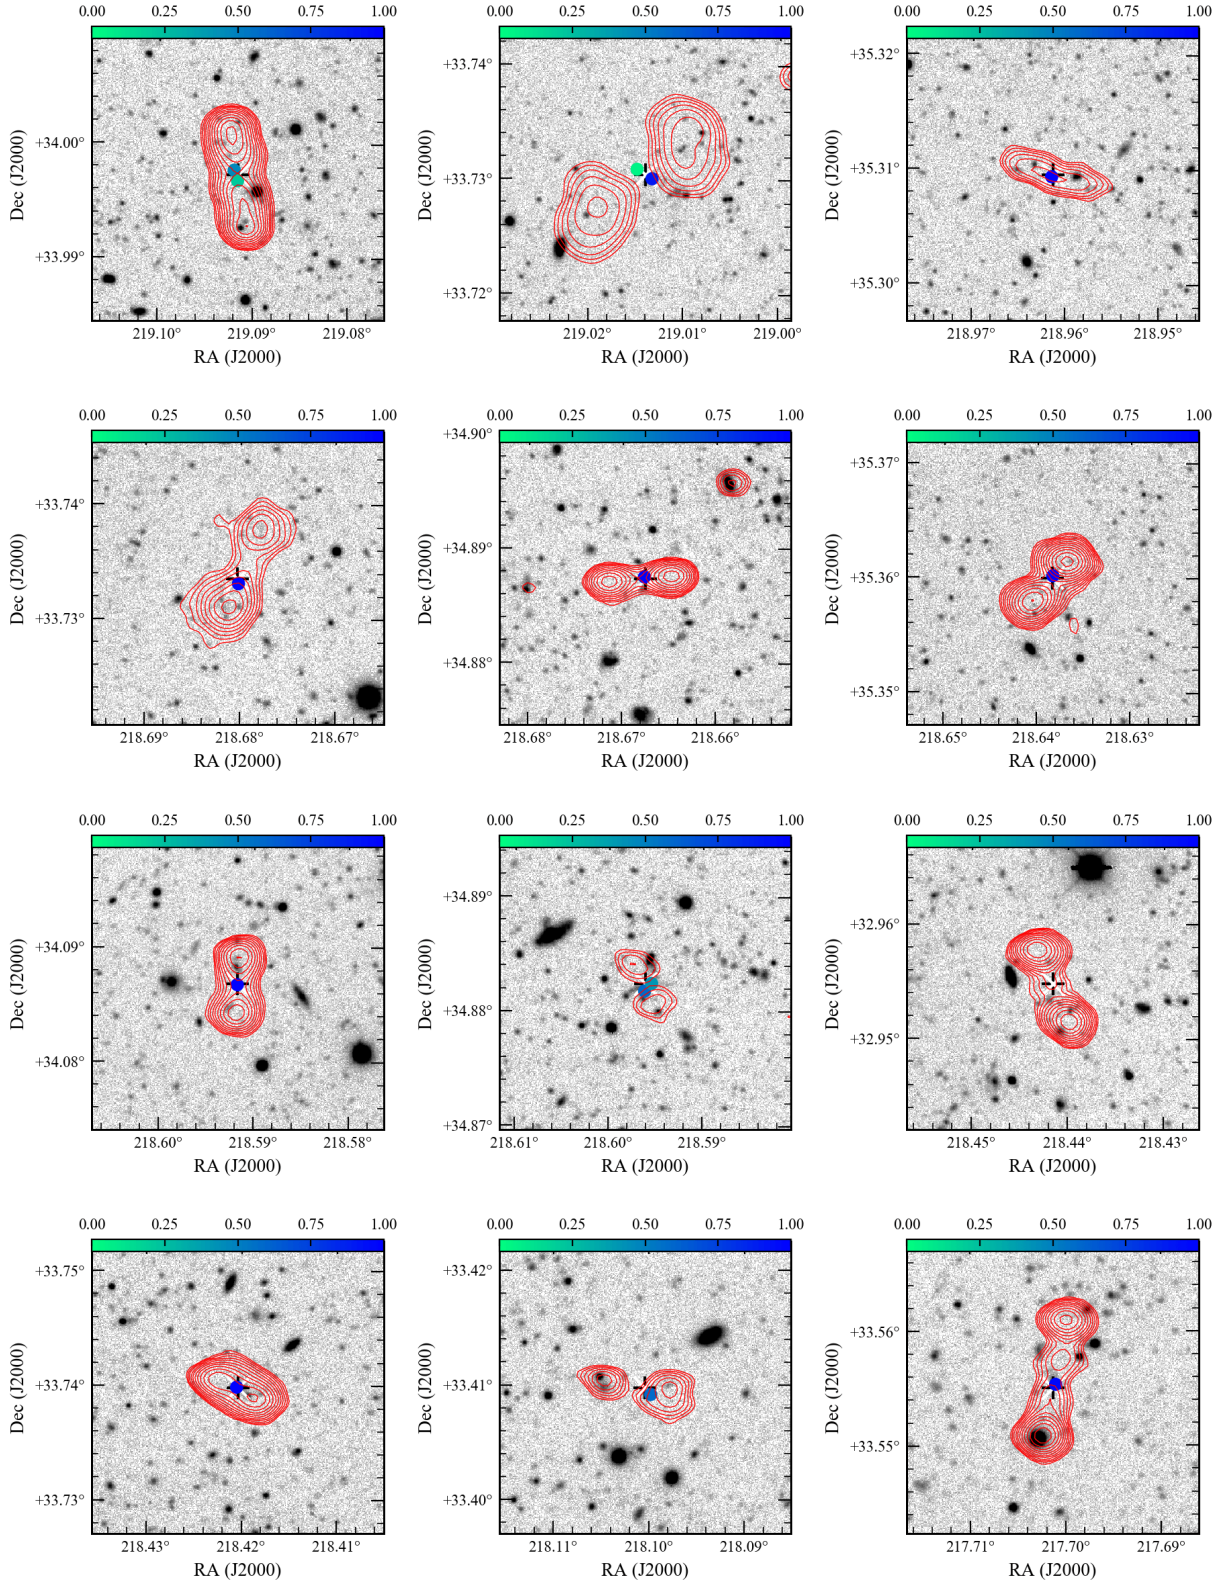 0.00 0.25 0.50 0.75 1.00 0.00 0.25 0.50 0.75 1.00 0.00 0.25 0.50 0.75 1.00
+34.00°
+33.99°
Dec (J2000)
219.10° 219.09° 219.08°
RA (J2000)
+33.74°
+33.73°
+33.72°
Dec (J2000)
219.02° 219.01° 219.00°
RA (J2000)
+35.32°
+35.31°
+35.30°
Dec (J2000)
218.97° 218.96° 218.95°
RA (J2000)
0.00 0.25 0.50 0.75 1.00 0.00 0.25 0.50 0.75 1.00 0.00 0.25 0.50 0.75 1.00
+33.74°
+33.73°
Dec (J2000)
218.69° 218.68° 218.67°
RA (J2000)
+34.90°
+34.89°
+34.88°
Dec (J2000)
218.68° 218.67° 218.66°
RA (J2000)
+35.37°
+35.36°
+35.35°
Dec (J2000)
218.65° 218.64° 218.63°
RA (J2000)
0.00 0.25 0.50 0.75 1.00 0.00 0.25 0.50 0.75 1.00 0.00 0.25 0.50 0.75 1.00
+34.09°
+34.08°
Dec (J2000)
218.60° 218.59° 218.58°
RA (J2000)
+34.89°
+34.88°
+34.87°
Dec (J2000)
218.61° 218.60° 218.59°
RA (J2000)
+32.96°
+32.95°
Dec (J2000)
218.45° 218.44° 218.43°
RA (J2000)
0.00 0.25 0.50 0.75 1.00 0.00 0.25 0.50 0.75 1.00 0.00 0.25 0.50 0.75 1.00
+33.75°
+33.74°
+33.73°
Dec (J2000)
218.43° 218.42° 218.41°
RA (J2000)
+33.42°
+33.41°
+33.40°
Dec (J2000)
218.11° 218.10° 218.09°
RA (J2000)
+33.56°
+33.55°
Dec (J2000)
217.71° 217.70° 217.69°
RA (J2000)